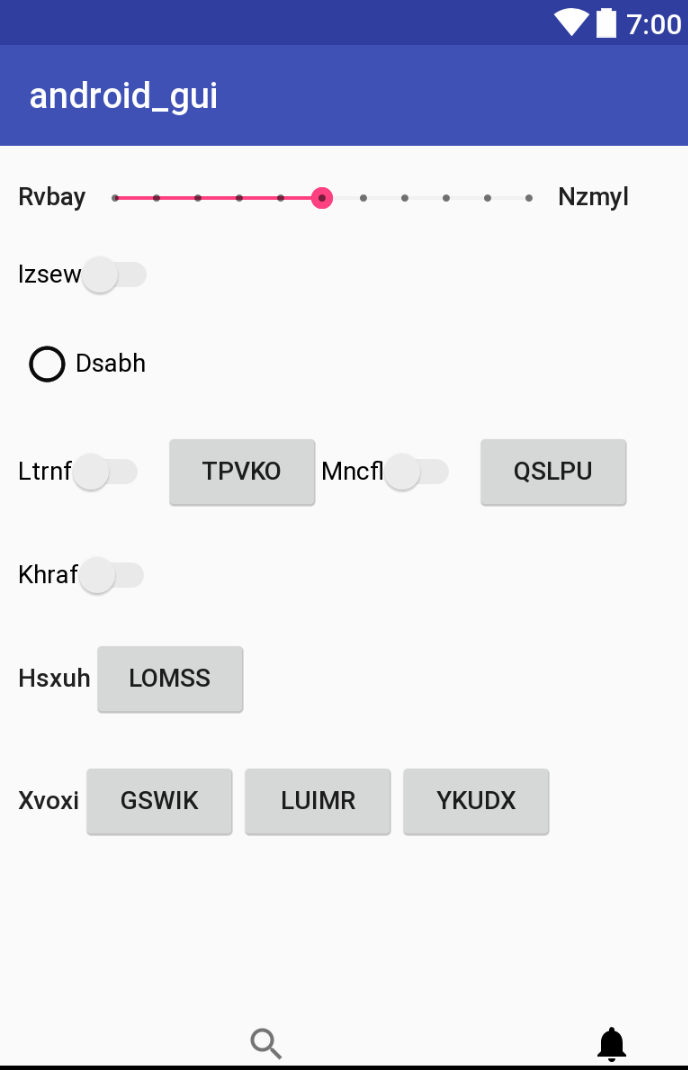 7:00
android_gui
Rvbay Nzmyl
Izsew
Dsabh
Ltrnf TPVKO Mncfl QSLPU
Khraf
Hsxuh LOMSS
Xvoxi GSWIK LUIMR YKUDX